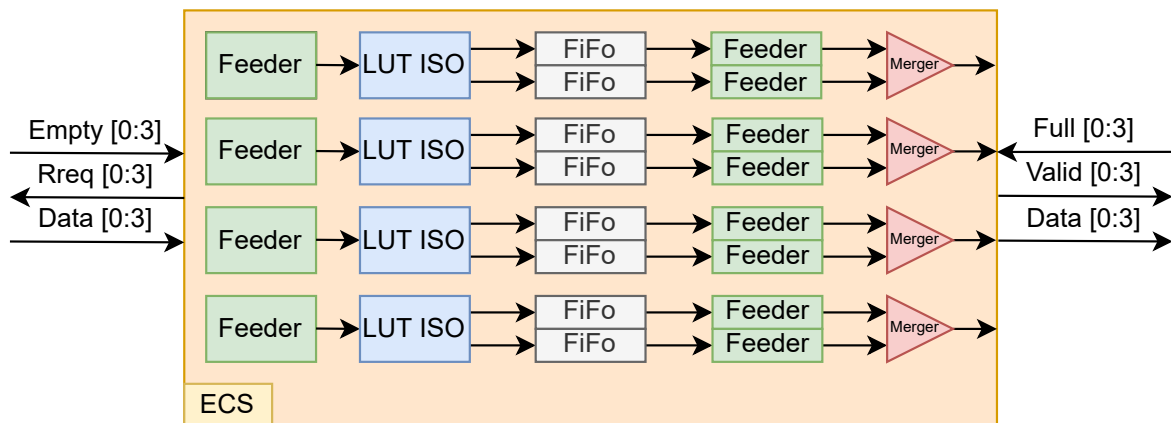 Feeder
LUT ISO
FiFo
FiFo
Feeder
Feeder
Merger
Empty [0:3]
Rreq [0:3]
Data [0:3]
Feeder
LUT ISO
FiFo
FiFo
Feeder
Feeder
Merger
Full [0:3]
Valid [0:3]
Data [0:3]
Feeder
LUT ISO
FiFo
FiFo
Feeder
Feeder
Merger
Feeder
LUT ISO
FiFo
FiFo
Feeder
Feeder
Merger
ECS